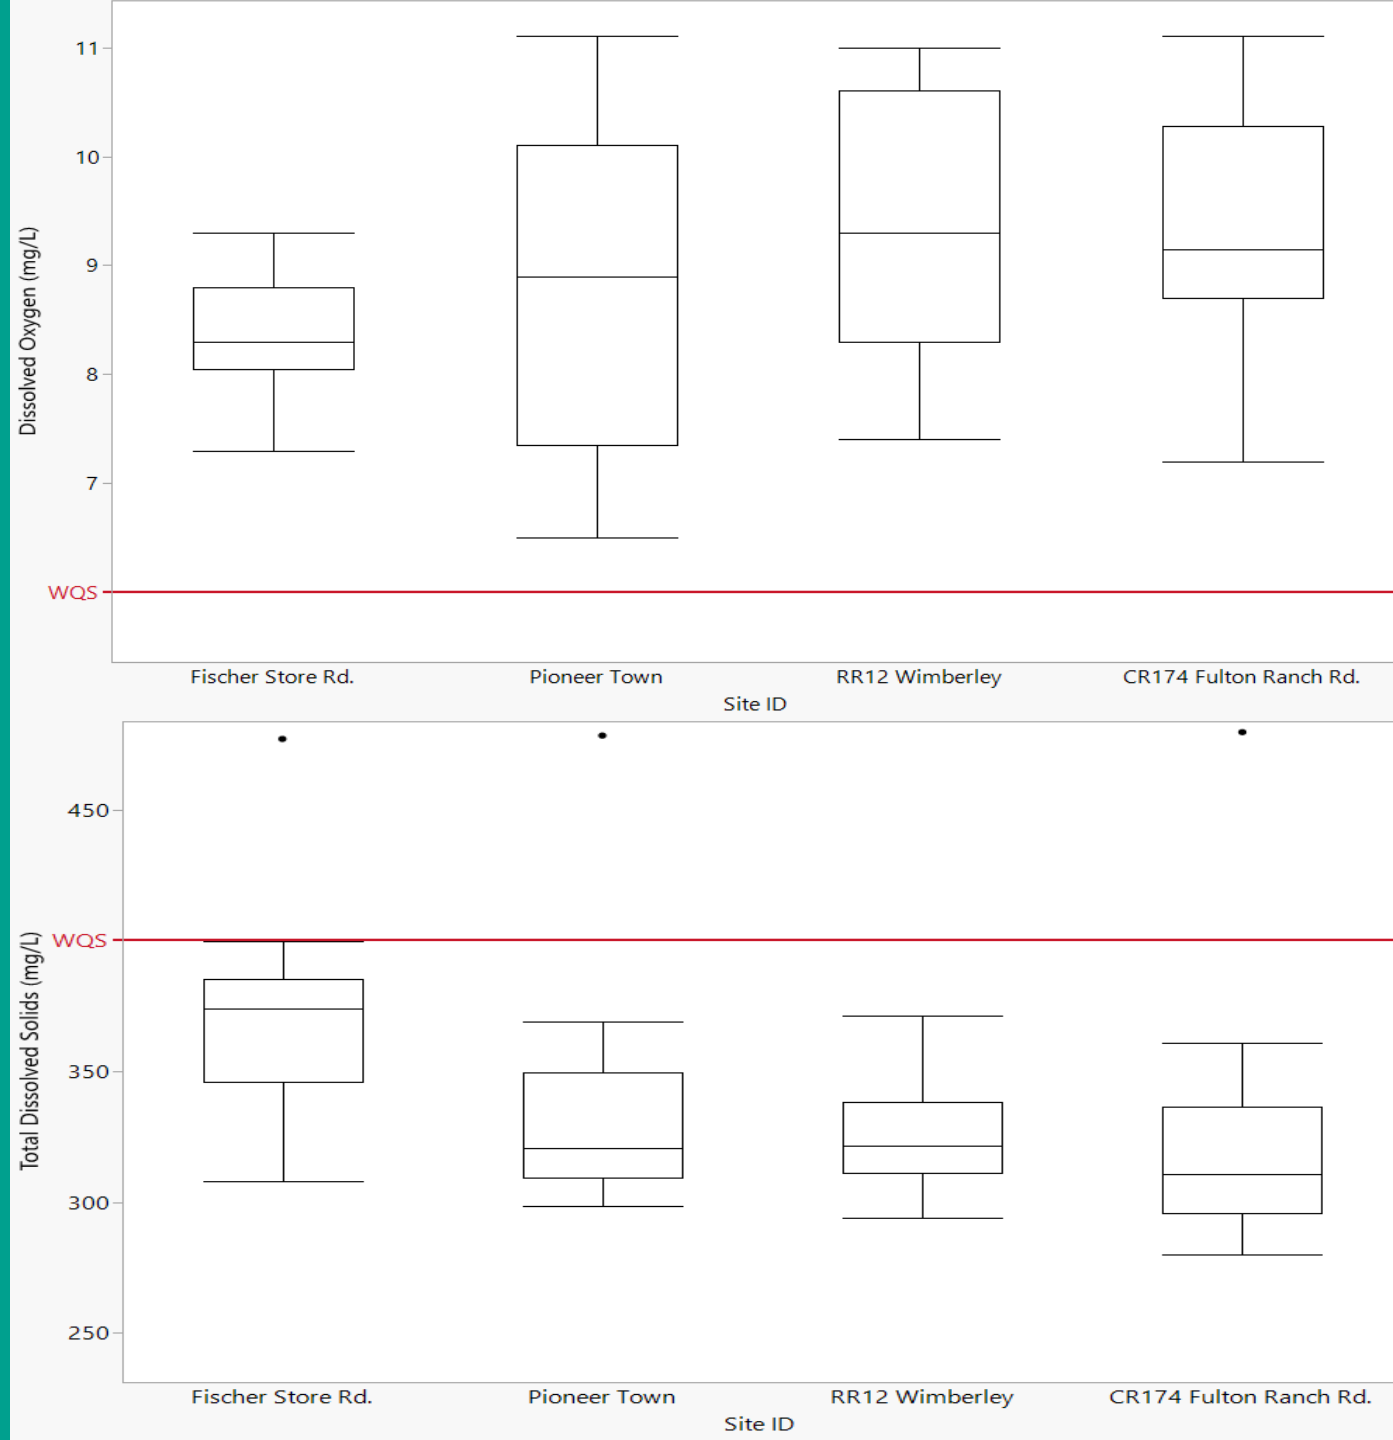 11
10
9
8
7
WQS
Dissolved Oxygen (mg/L)
Fischer Store Rd.
Pioneer Town
RR12 Wimberley
CR174 Fulton Ranch Rd.
Site ID
450
WQS
350
300
250
Total Dissolved Solids (mg/L)
Fischer Store Rd.
Pioneer Town
RR12 Wimberley
CR174 Fulton Ranch Rd.
Site ID